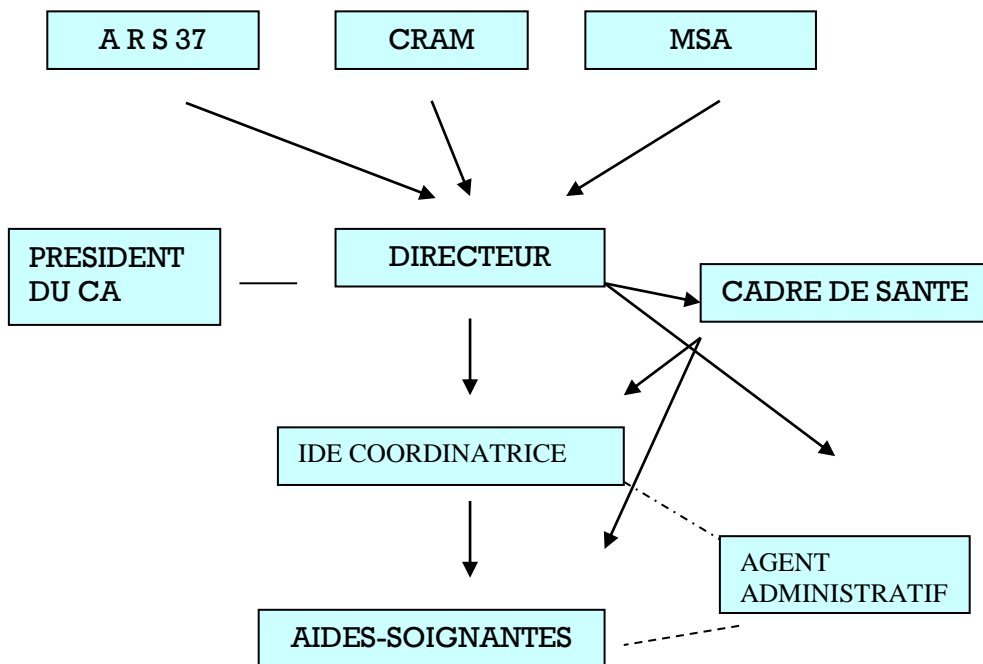 A R S 37
CRAM
MSA
PRESIDENT
DU CA
DIRECTEUR
CADRE DE SANTE
IDE COORDINATRICE
AGENT
ADMINISTRATIF
AIDES-SOIGNANTES